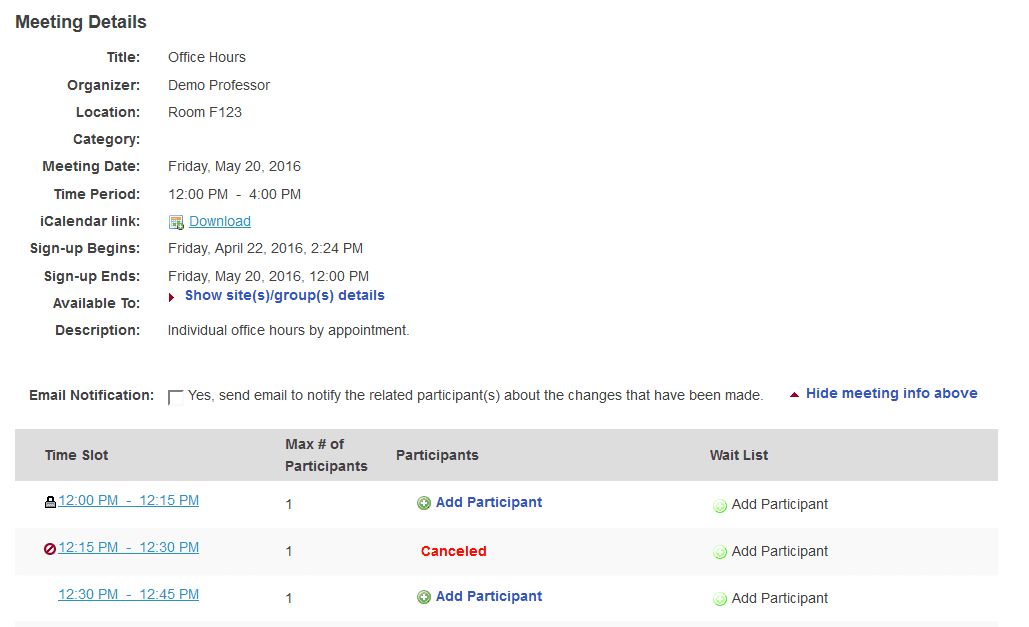 Meeting Details
Title: Office Hours
Organizer: Demo Professor
Location: Room F123
Category:
Meeting Date: Friday, May 20, 2016
Time Period: 12:00 PM - 4:00 PM
iCalendar link: Download
Sign-up Begins: Friday, April 22, 2016, 2:24 PM
Sign-up Ends: Friday, May 20, 2016, 12:00 PM
Available To: Show site(s)/group(s) details
Description: Individual office hours by appointment.
Email Notification: Yes, send email to notify the related participant(s) about the changes that have been made. Hide meeting info above
Time Slot Max # of Participants Participants Wait List
12:00 PM - 12:15 PM 1 Add Participant Add Participant
12:15 PM - 12:30 PM 1 Canceled Add Participant
12:30 PM - 12:45 PM 1 Add Participant Add Participant